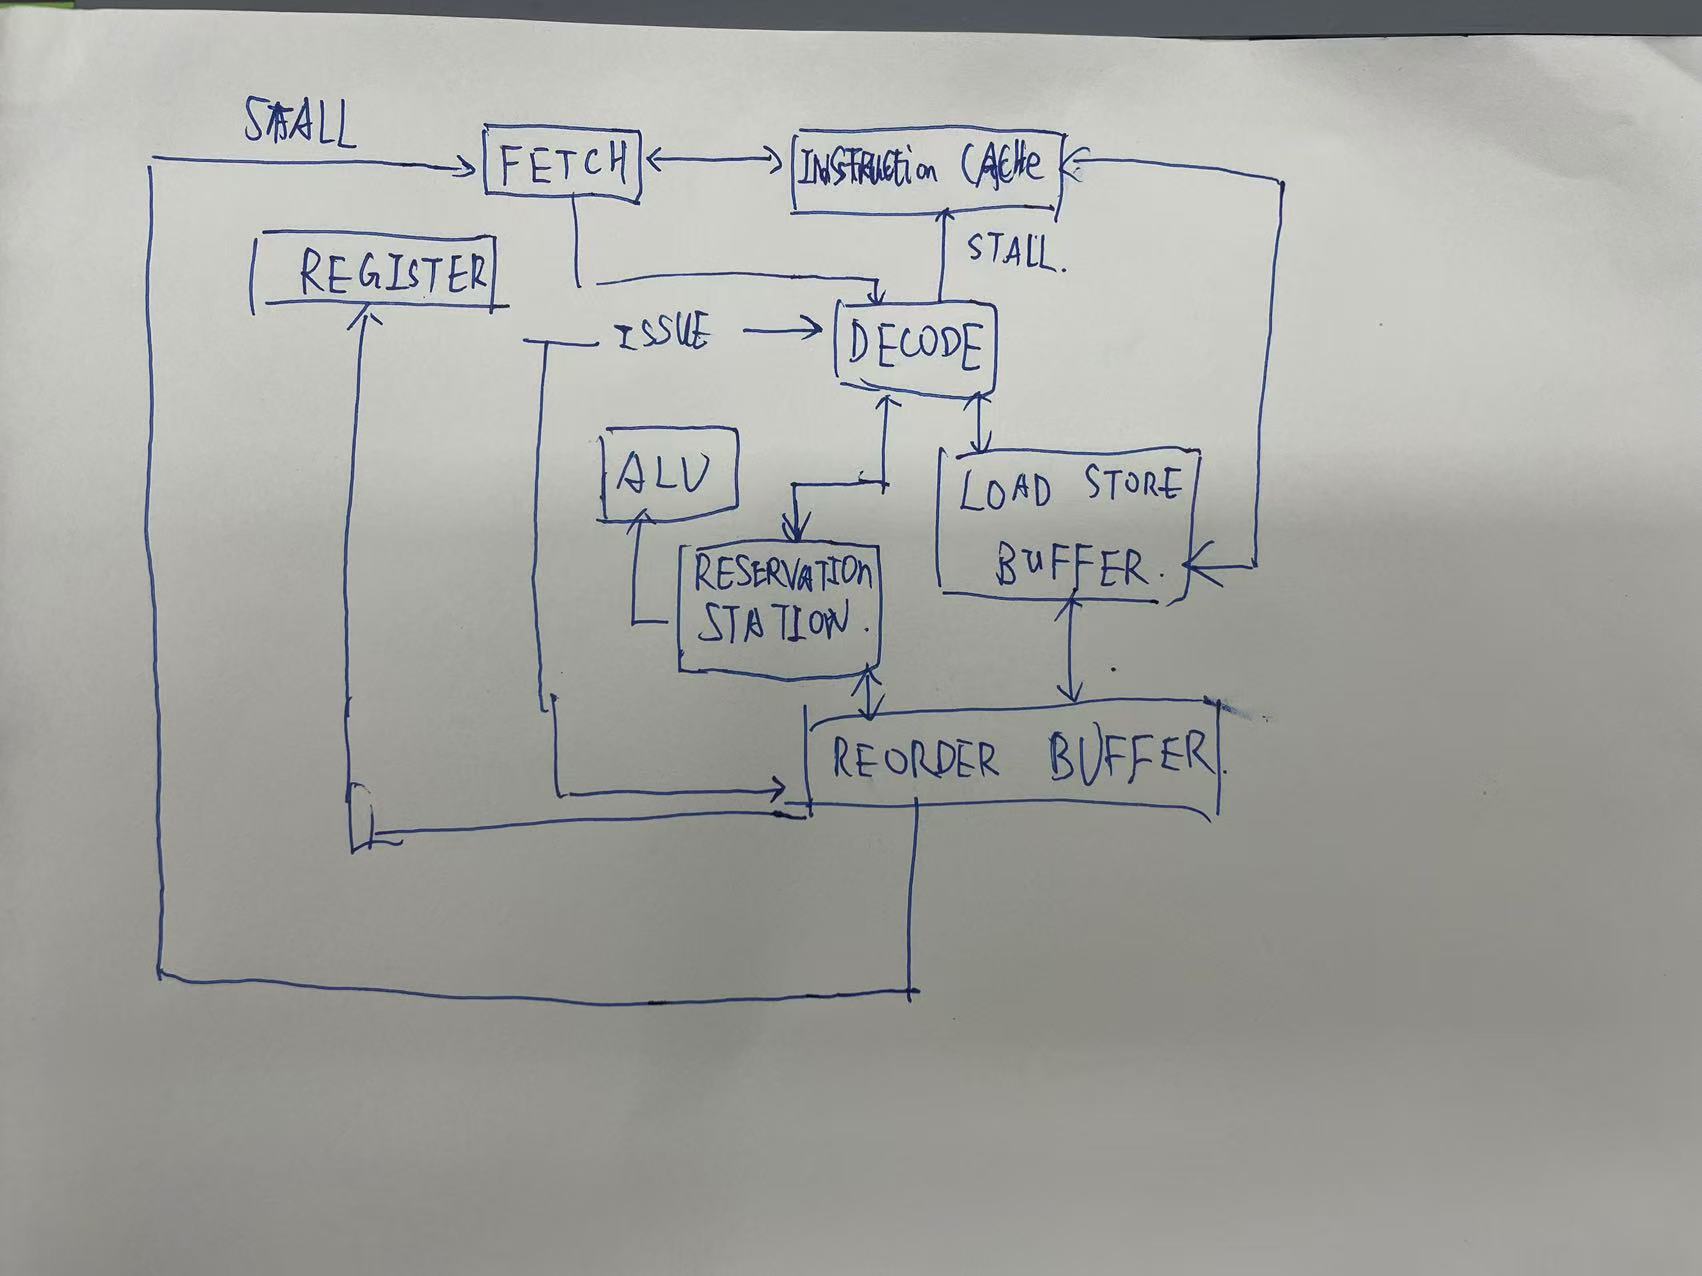 STALL
FETCH
INSTRUCTion CACHe
REGISTER
STALL.
ISSUE
DECODE
ALU
LOAD STORE
BUFFER.
RESERVATIOn
STATION.
REORDER BUFFER.